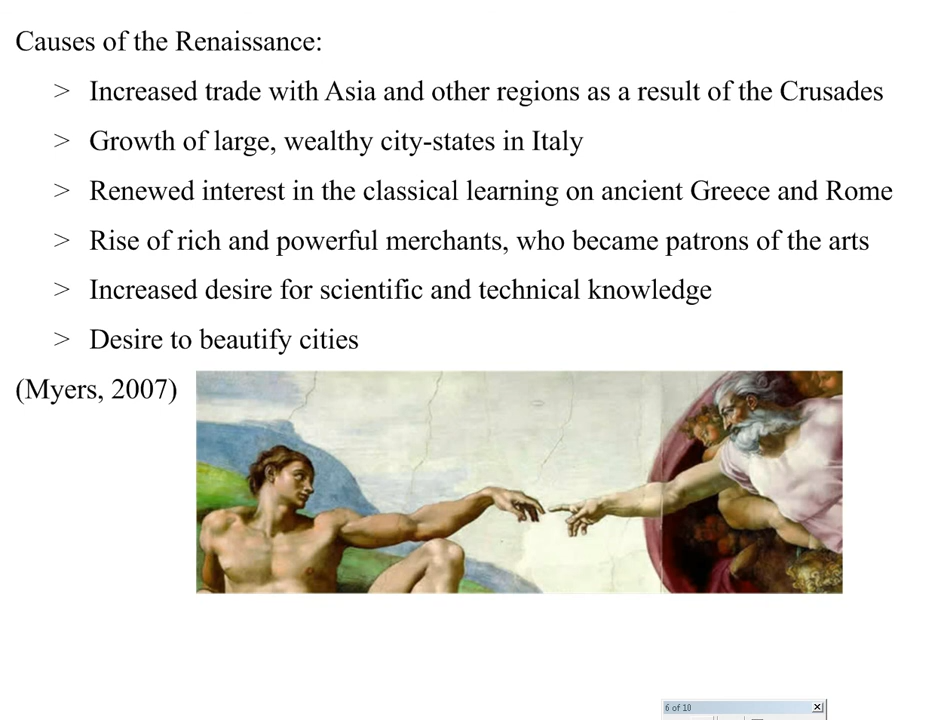 Causes of the Renaissance:
> Increased trade with Asia and other regions as a result of the Crusades
> Growth of large, wealthy city-states in Italy
> Renewed interest in the classical learning on ancient Greece and Rome
> Rise of rich and powerful merchants, who became patrons of the arts
> Increased desire for scientific and technical knowledge
> Desire to beautify cities
(Myers, 2007)
6 of 10